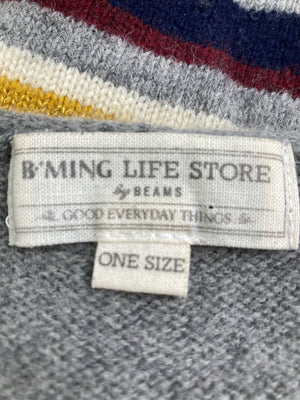 B•MING LIFE STORE
by BEAMS
GOOD EVERYDAY THINGS
ONE SIZE